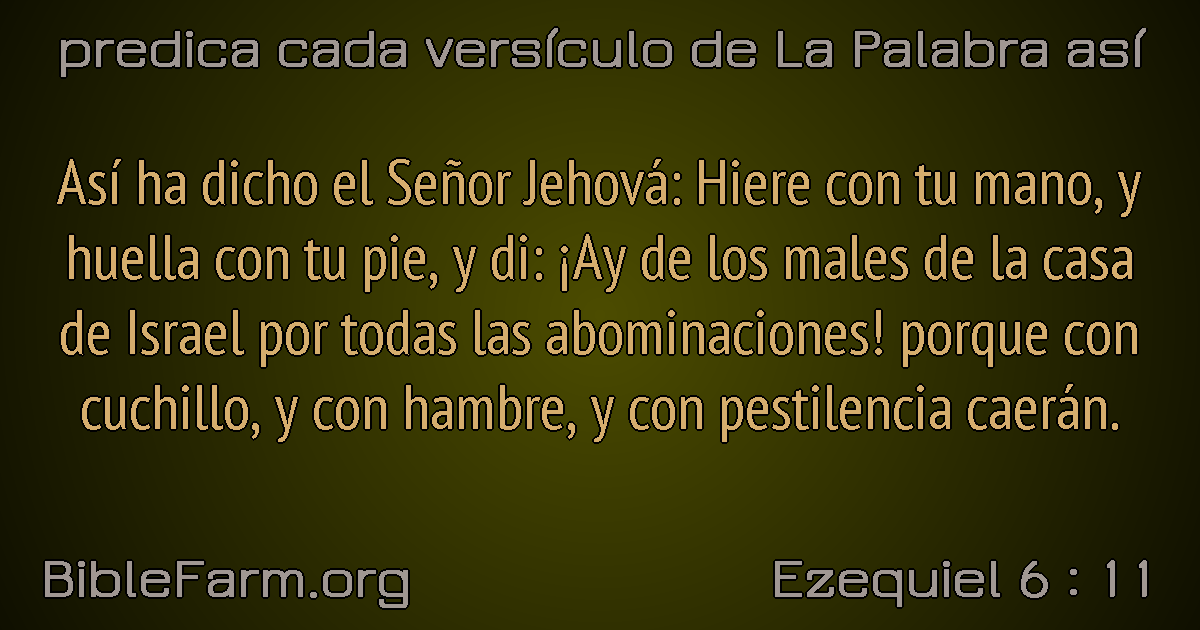 predica cada versículo de La Palabra así
Así ha dicho el Señor Jehová: Hiere con tu mano, y
huella con tu pie, y di: ¡Ay de los males de la casa
de Israel por todas las abominaciones! porque con
cuchillo, y con hambre, y con pestilencia caerán.
BibleFarm.org
Ezequiel 6 : 11